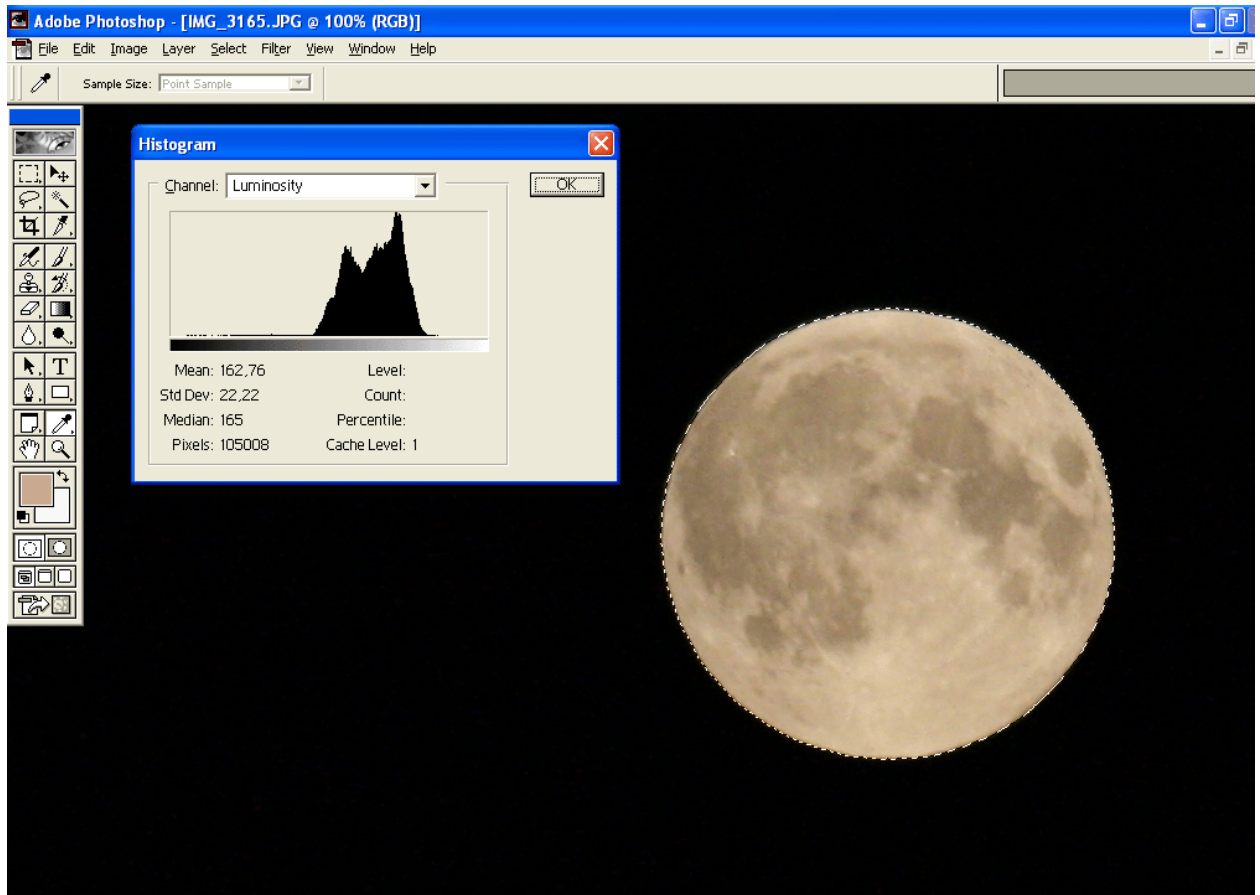 Adobe Photoshop - [IMG_3165.JPG @ 100% (RGB)]
File Edit Image Layer Select Filter View Window Help
Sample Size: Point Sample
Histogram
Channel: Luminosity
OK
Mean: 162,76 Level:
Std Dev: 22,22 Count:
Median: 165 Percentile:
Pixels: 105008 Cache Level: 1
T